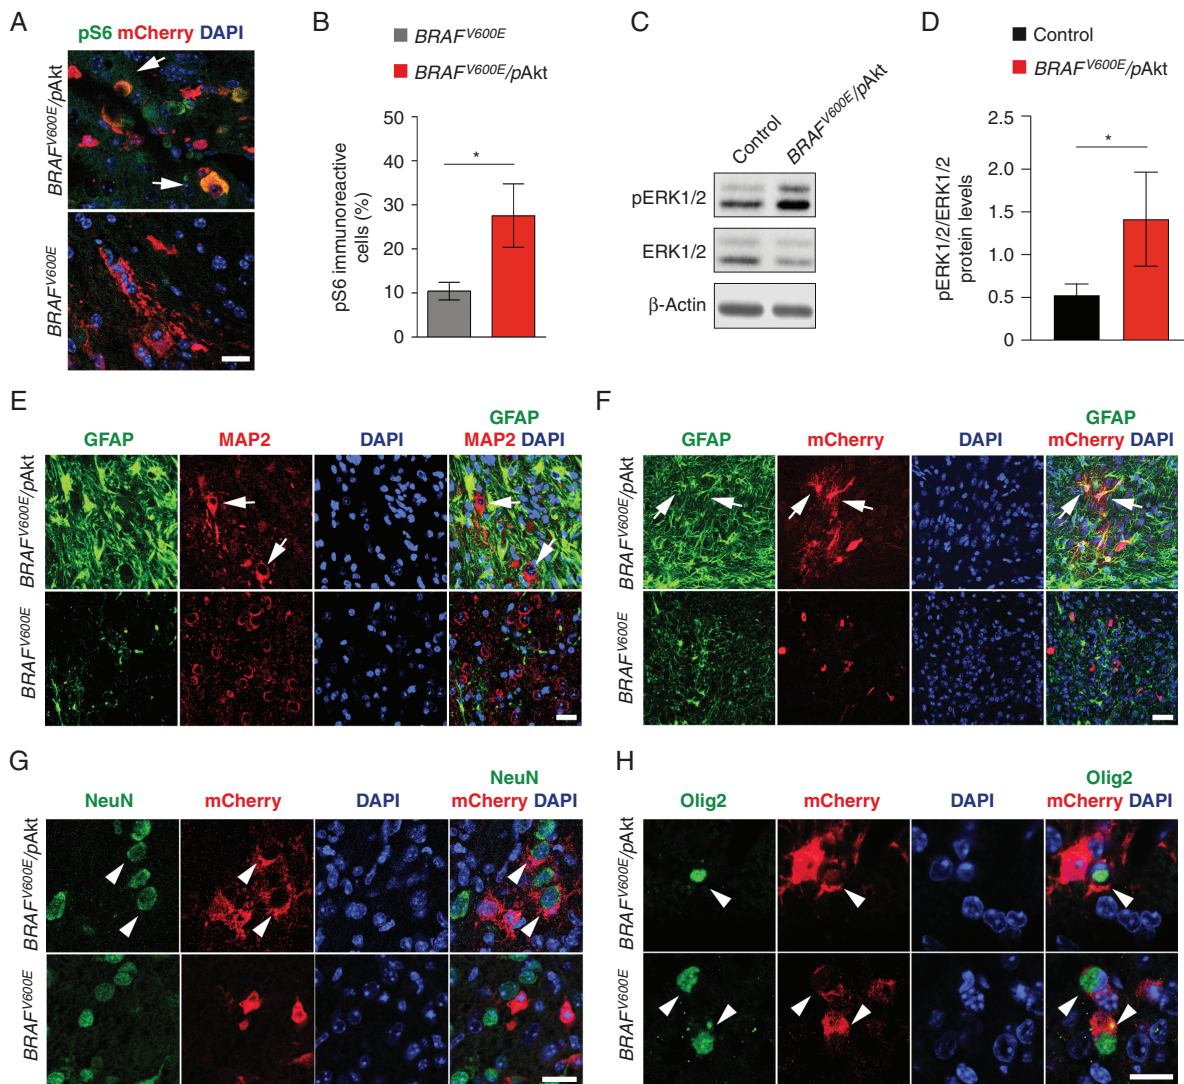 A
pS6 mCherry DAPI
BRAFV600E/pAkt
BRAFV600E
B
BRAFV600E
BRAFV600E/pAkt
pS6 immunoreactive
cells (%)
50
40
30
20
10
0
*
C
Control
BRAFV600E/pAkt
pERK1/2
ERK1/2
β-Actin
D
Control
BRAFV600E/pAkt
pERK1/2/ERK1/2
protein levels
2.5
2.0
1.5
1.0
0.5
0
*
E
GFAP
MAP2
DAPI
GFAP
MAP2 DAPI
BRAFV600E/pAkt
BRAFV600E
F
GFAP
mCherry
DAPI
GFAP
mCherry DAPI
BRAFV600E/pAkt
BRAFV600E
G
NeuN
mCherry
DAPI
NeuN
mCherry DAPI
BRAFV600E/pAkt
BRAFV600E
H
Olig2
mCherry
DAPI
Olig2
mCherry DAPI
BRAFV600E/pAkt
BRAFV600E